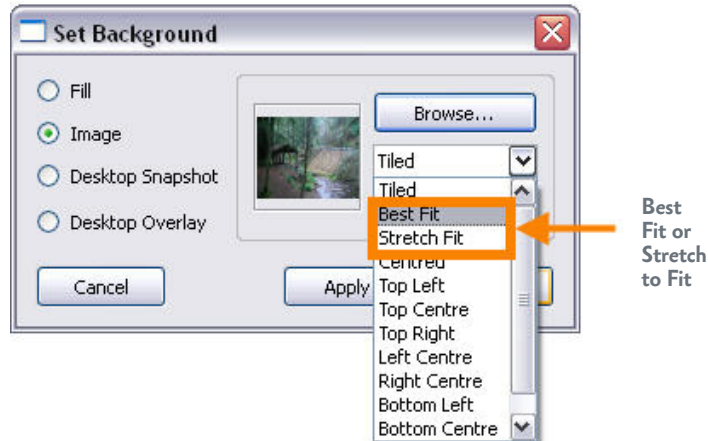 Set Background
Fill
Image
Desktop Snapshot
Desktop Overlay
Browse...
Tiled
Tiled
Best Fit
Stretch Fit
Centred
Top Left
Top Centre
Top Right
Left Centre
Right Centre
Bottom Left
Bottom Centre
Cancel
Apply
Best
Fit or
Stretch
to Fit